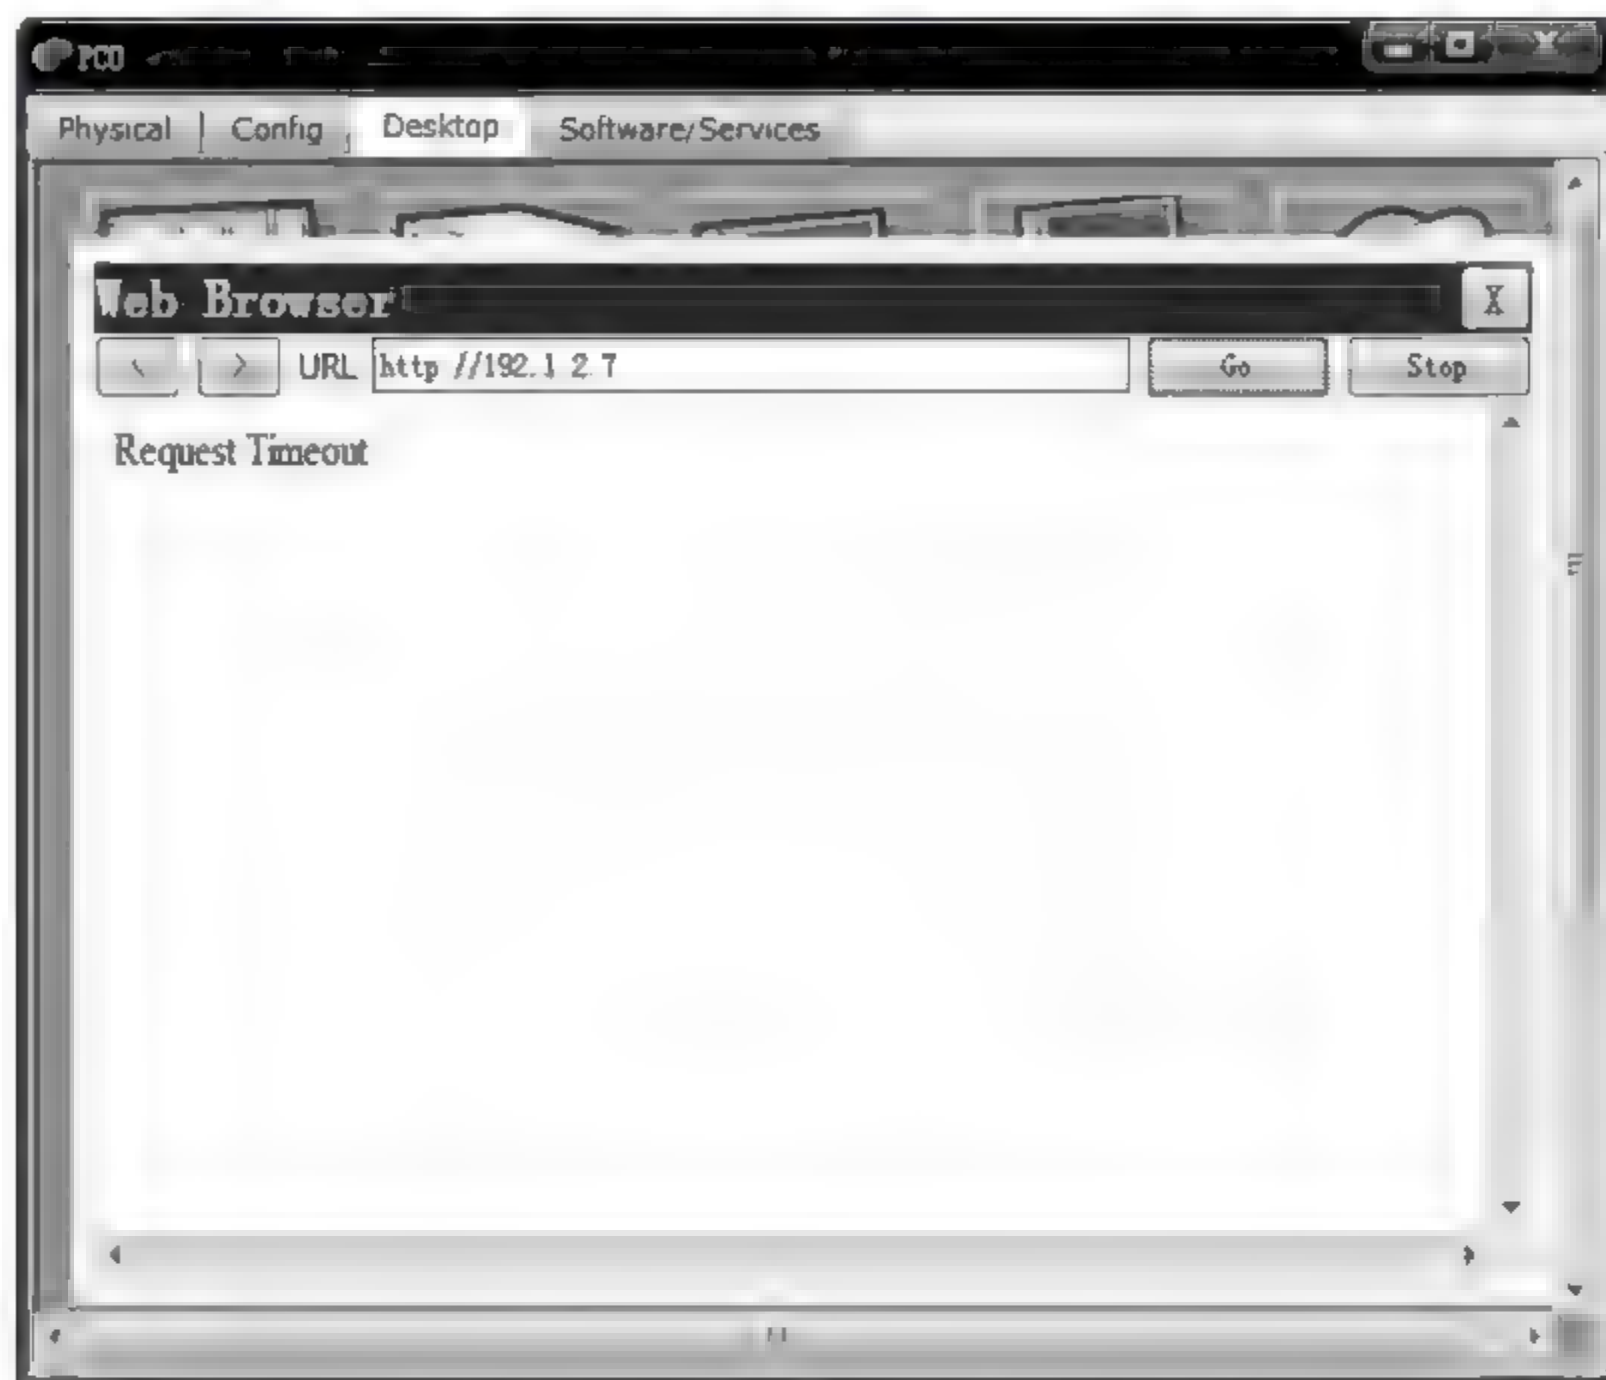 PC0
Physical Config Desktop Software/Services
Web Browser X
< > URL http //192.1 2.7 Go Stop
Request Timeout